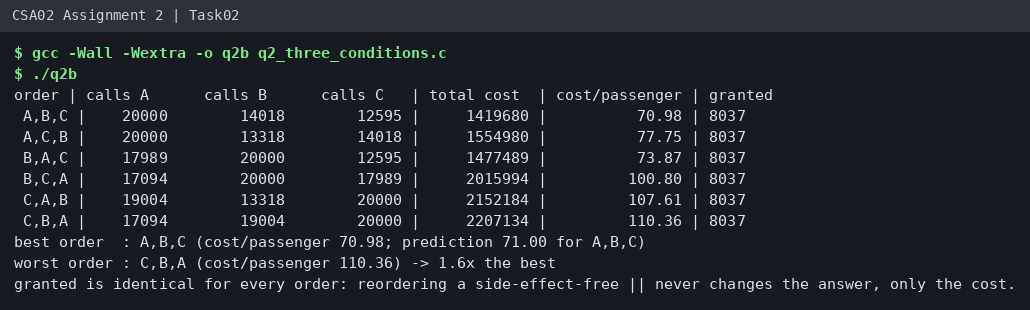 CSA02 Assignment 2 | Task02
$ gcc -Wall -Wextra -o q2b q2_three_conditions.c
$ ./q2b
order | calls A      calls B      calls C   | total cost  | cost/passenger | granted
 A,B,C |    20000        14018        12595 |     1419680 |          70.98 | 8037
 A,C,B |    20000        13318        14018 |     1554980 |          77.75 | 8037
 B,A,C |    17989        20000        12595 |     1477489 |          73.87 | 8037
 B,C,A |    17094        20000        17989 |     2015994 |         100.80 | 8037
 C,A,B |    19004        13318        20000 |     2152184 |         107.61 | 8037
 C,B,A |    17094        19004        20000 |     2207134 |         110.36 | 8037
best order  : A,B,C (cost/passenger 70.98; prediction 71.00 for A,B,C)
worst order : C,B,A (cost/passenger 110.36) -> 1.6x the best
granted is identical for every order: reordering a side-effect-free || never changes the answer, only the cost.